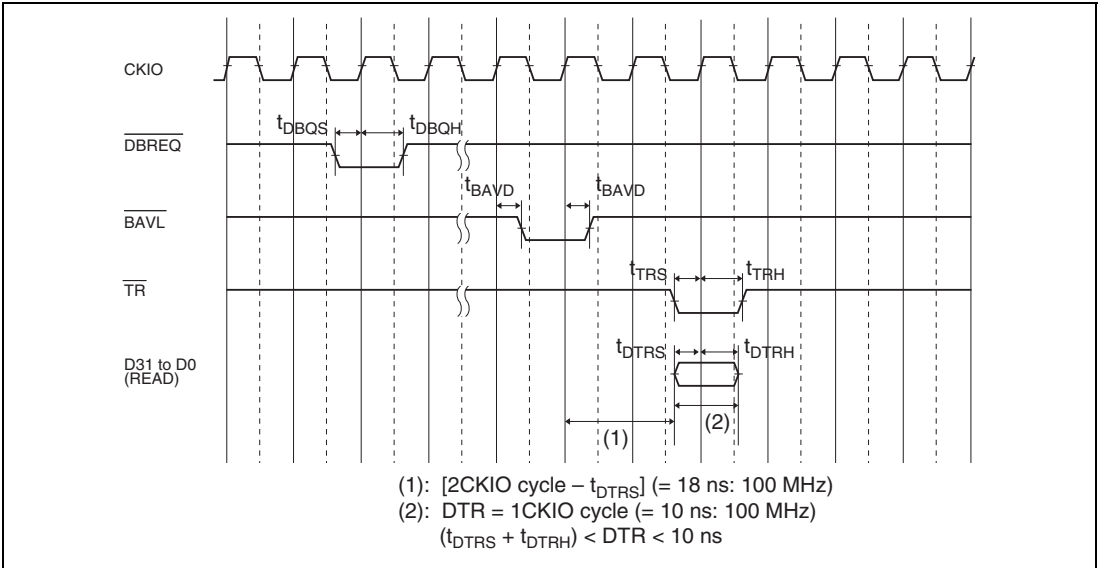 CKIO
tDBQS tDBQH
DBREQ
tBAVD tBAVD
BAVL
tTRS tTRH
TR
tDTRS tDTRH
D31 to D0
(READ)
(1) (2)
(1): [2CKIO cycle – tDTRS] (= 18 ns: 100 MHz)
(2): DTR = 1CKIO cycle (= 10 ns: 100 MHz)
(tDTRS + tDTRH) < DTR < 10 ns